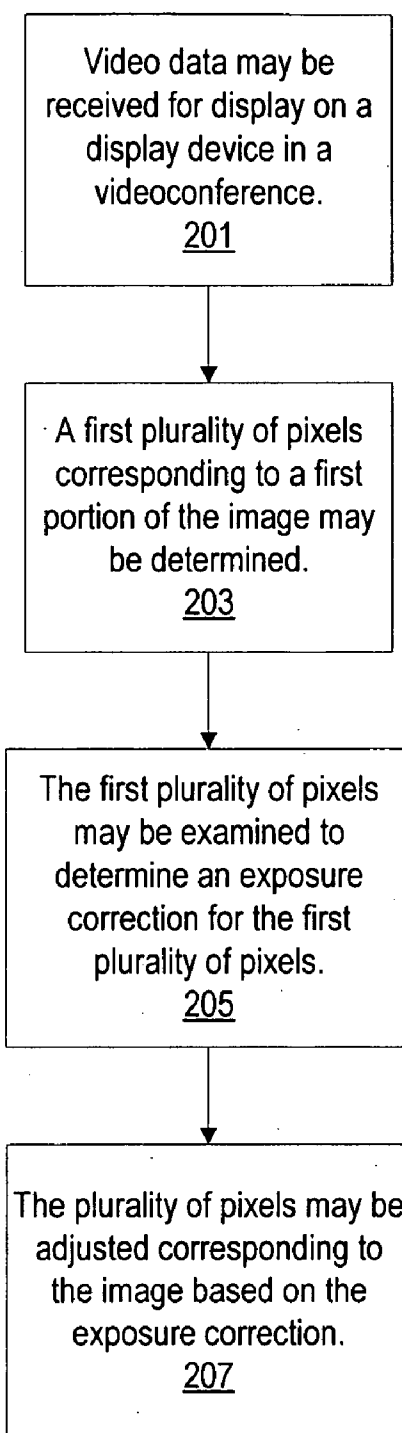 Video data may be
received for display on a
display device in a
videoconference.
201
A first plurality of pixels
corresponding to a first
portion of the image may
be determined.
203
The first plurality of pixels
may be examined to
determine an exposure
correction for the first
plurality of pixels.
205
The plurality of pixels may be
adjusted corresponding to
the image based on the
exposure correction.
207